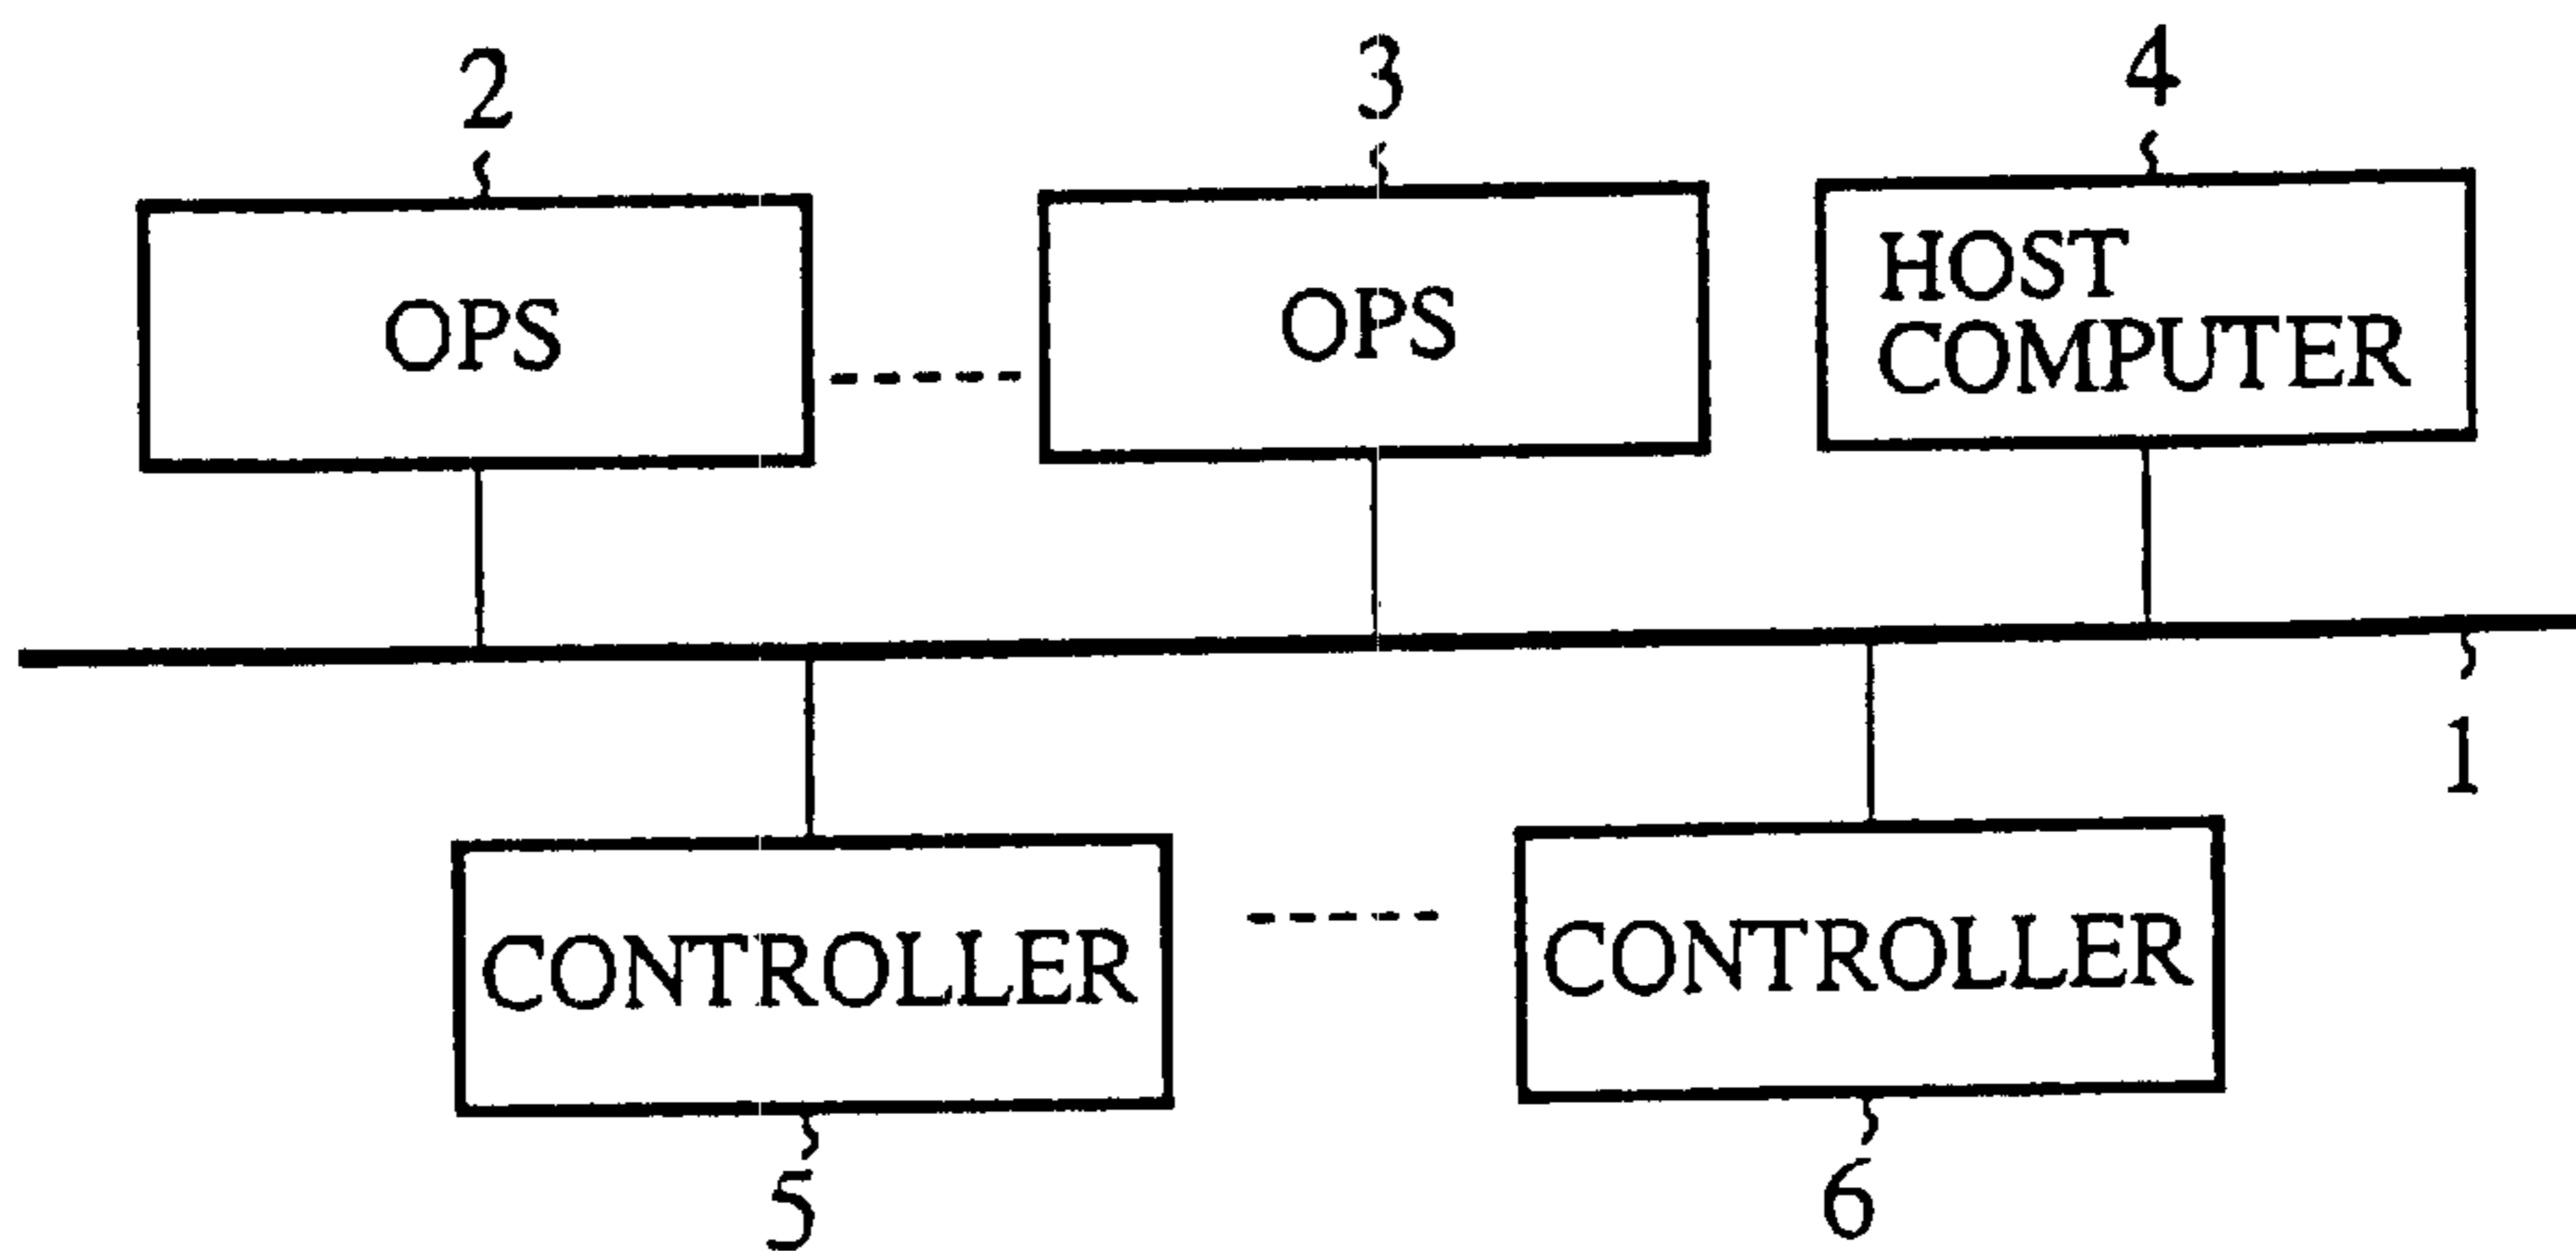 2
3
4
OPS
OPS
HOST
COMPUTER
1
CONTROLLER
CONTROLLER
5
6